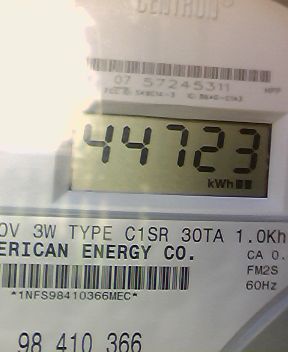 CENTRON®
07 57245311
44723
kWh
0V 3W TYPE C1SR 30TA 1.0Kh
ERICAN ENERGY CO.
CA 0.
FM2S
*1NFS98410366MEC*
60Hz
98 410 366